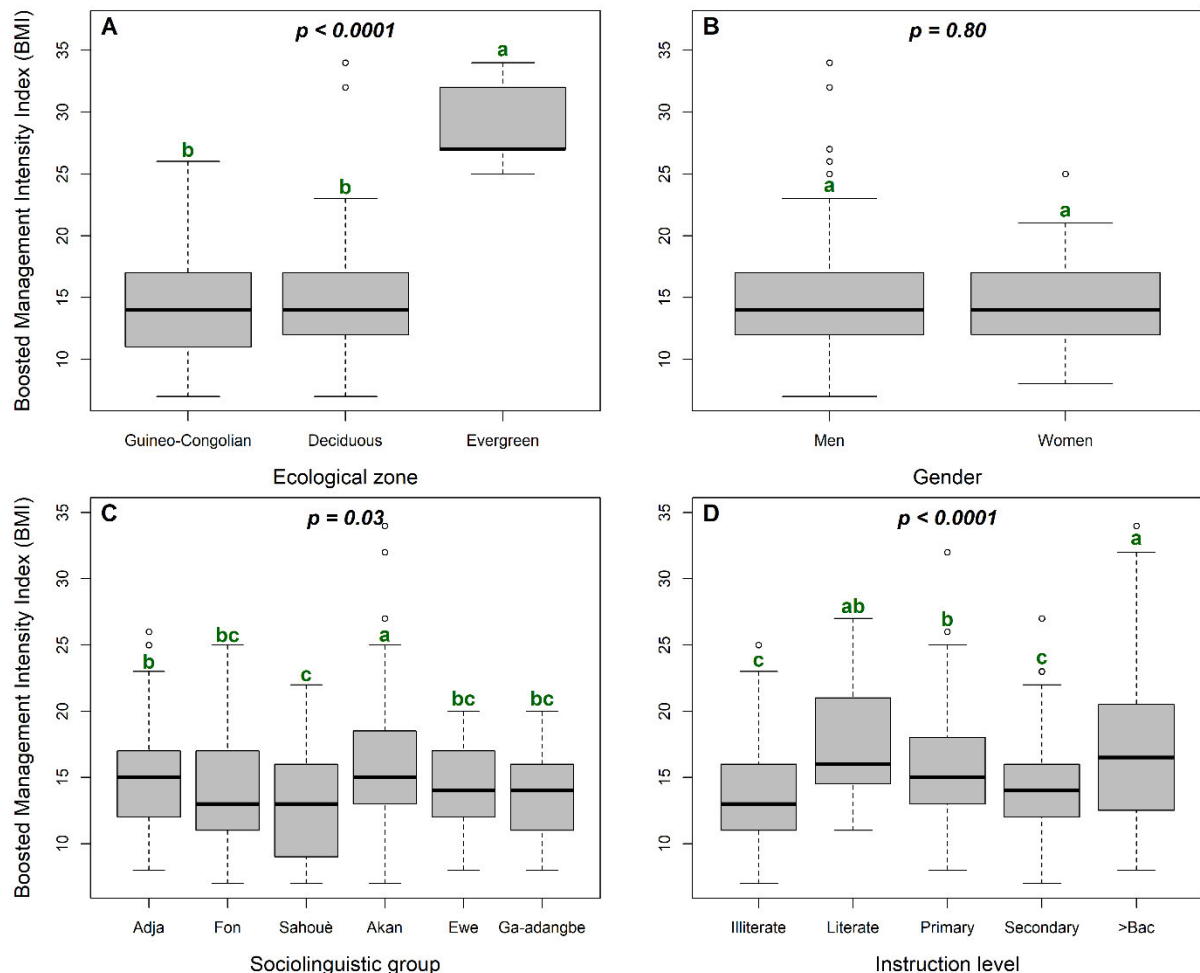 A
p < 0.0001
Boosted Management Intensity Index (BMI)
35
30
25
20
15
10
b
b
a
Guineo-Congolian
Deciduous
Evergreen
Ecological zone
B
p = 0.80
35
30
25
20
15
10
a
a
Men
Women
Gender
C
p = 0.03
Boosted Management Intensity Index (BMI)
35
30
25
20
15
10
b
bc
c
a
bc
bc
Adja
Fon
Sahouè
Akan
Ewe
Ga-adangbe
Sociolinguistic group
D
p < 0.0001
35
30
25
20
15
10
c
ab
b
c
a
Illiterate
Literate
Primary
Secondary
>Bac
Instruction level